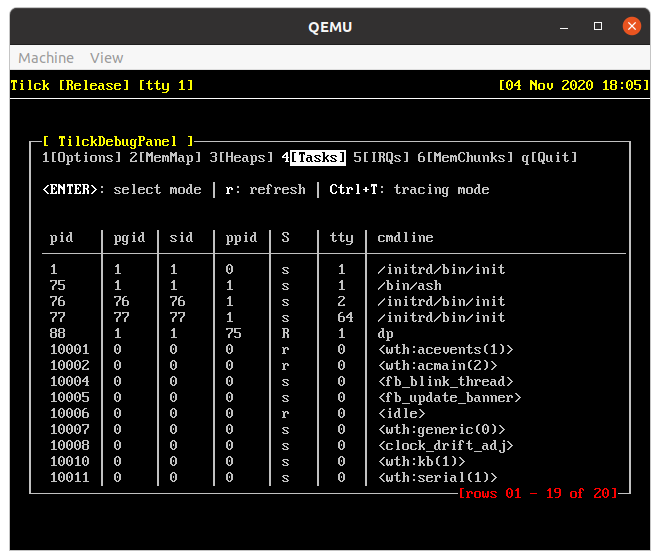 QEMU
Machine View
Tilck [Release] [tty 1] [04 Nov 2020 18:05]
[ TilckDebugPanel ]
1[Options] 2[MemMap] 3[Heaps] 4[Tasks] 5[IRQs] 6[MemChunks] q[Quit]
<ENTER>: select mode | r: refresh | Ctrl+T: tracing mode
pid | pgid | sid | ppid | S | tty | cmdline
1 | 1 | 1 | 0 | s | 1 | /initrd/bin/init
75 | 1 | 1 | 1 | s | 1 | /bin/ash
76 | 76 | 76 | 1 | s | 2 | /initrd/bin/init
77 | 77 | 77 | 1 | s | 64 | /initrd/bin/init
88 | 1 | 1 | 75 | R | 1 | dp
10001 | 0 | 0 | 0 | r | 0 | <wth:acevents(1)>
10002 | 0 | 0 | 0 | r | 0 | <wth:acmain(2)>
10004 | 0 | 0 | 0 | s | 0 | <fb_blink_thread>
10005 | 0 | 0 | 0 | s | 0 | <fb_update_banner>
10006 | 0 | 0 | 0 | r | 0 | <idle>
10007 | 0 | 0 | 0 | s | 0 | <wth:generic(0)>
10008 | 0 | 0 | 0 | s | 0 | <clock_drift_adj>
10010 | 0 | 0 | 0 | s | 0 | <wth:kb(1)>
10011 | 0 | 0 | 0 | s | 0 | <wth:serial(1)>
[rows 01 - 19 of 20]